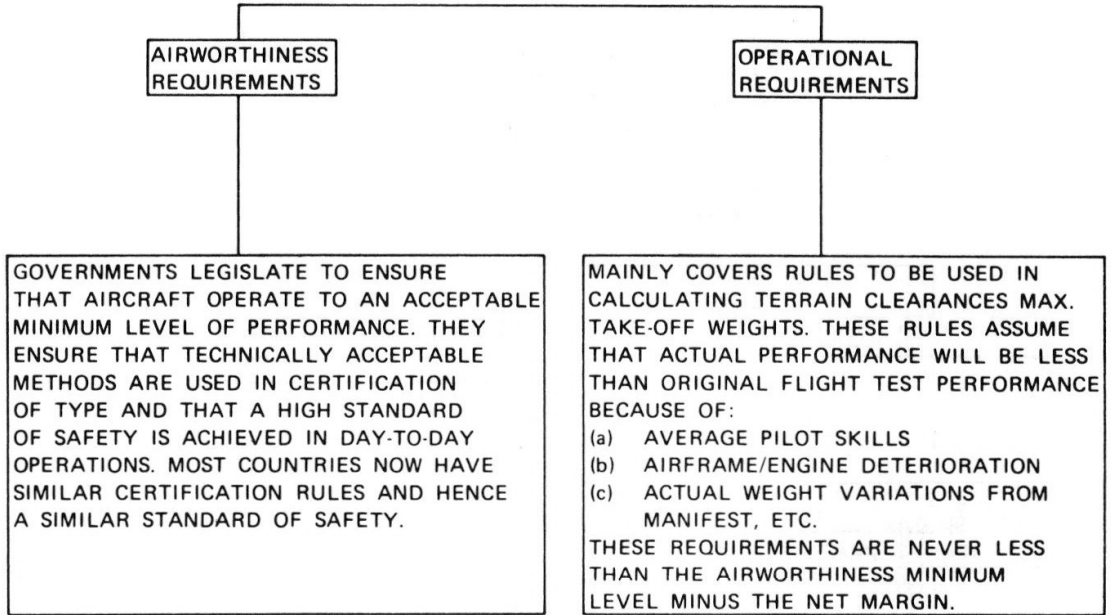 AIRWORTHINESS
REQUIREMENTS
OPERATIONAL
REQUIREMENTS
GOVERNMENTS LEGISLATE TO ENSURE
THAT AIRCRAFT OPERATE TO AN ACCEPTABLE
MINIMUM LEVEL OF PERFORMANCE. THEY
ENSURE THAT TECHNICALLY ACCEPTABLE
METHODS ARE USED IN CERTIFICATION
OF TYPE AND THAT A HIGH STANDARD
OF SAFETY IS ACHIEVED IN DAY-TO-DAY
OPERATIONS. MOST COUNTRIES NOW HAVE
SIMILAR CERTIFICATION RULES AND HENCE
A SIMILAR STANDARD OF SAFETY.
MAINLY COVERS RULES TO BE USED IN
CALCULATING TERRAIN CLEARANCES MAX.
TAKE-OFF WEIGHTS. THESE RULES ASSUME
THAT ACTUAL PERFORMANCE WILL BE LESS
THAN ORIGINAL FLIGHT TEST PERFORMANCE
BECAUSE OF:
(a) AVERAGE PILOT SKILLS
(b) AIRFRAME/ENGINE DETERIORATION
(c) ACTUAL WEIGHT VARIATIONS FROM
MANIFEST, ETC.
THESE REQUIREMENTS ARE NEVER LESS
THAN THE AIRWORTHINESS MINIMUM
LEVEL MINUS THE NET MARGIN.